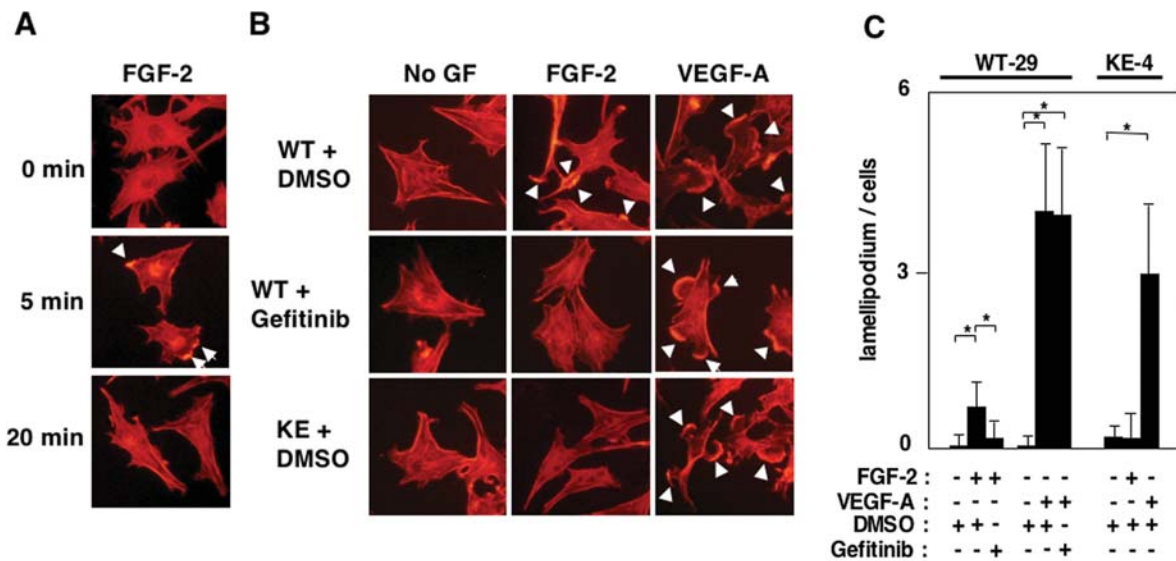 A
FGF-2
0 min
5 min
20 min
B
No GF FGF-2 VEGF-A
WT +
DMSO
WT +
Gefitinib
KE +
DMSO
C
WT-29 KE-4
6
3
0
lamellipodium / cells
* * * * *
FGF-2 : - + + - - - - + -
VEGF-A : - - - - + + - - +
DMSO : + + - + + - + + +
Gefitinib : - - + - - + - - -